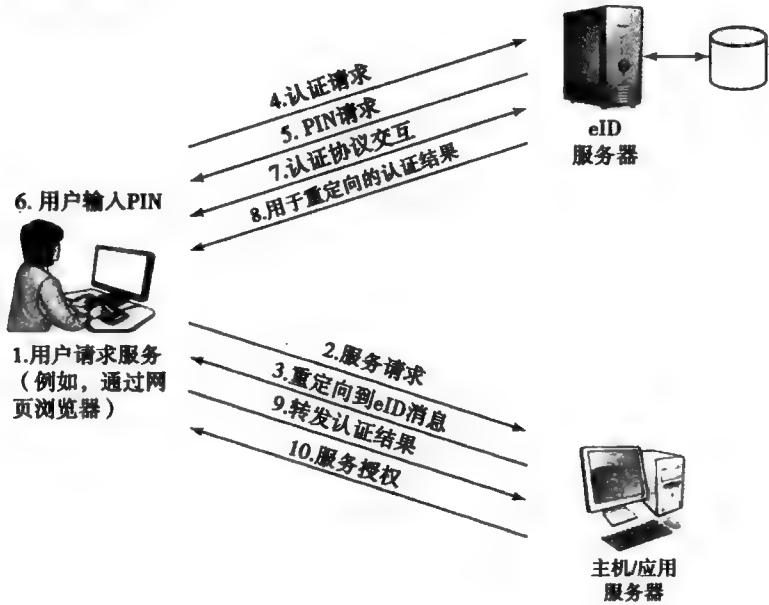 4.认证请求
5. PIN请求
7.认证协议交互
8.用于重定向的认证结果
eID
服务器
6. 用户输入PIN
1.用户请求服务
（例如，通过网
页浏览器）
2.服务请求
3.重定向到eID消息
9.转发认证结果
10.服务授权
主机/应用
服务器